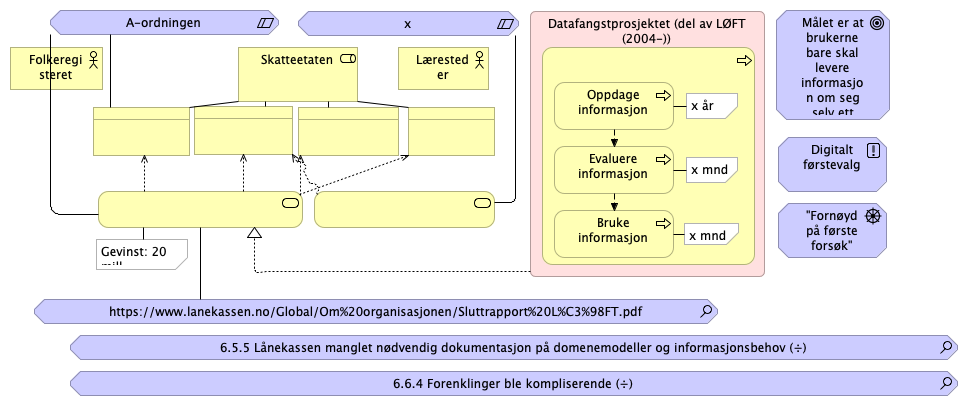 A-ordningen
x
Folkeregi
steret
Skatteetaten
Lærested
er
Datafangstprosjektet (del av LØFT
(2004-))
Oppdage
informasjon
x år
Evaluere
informasjon
x mnd
Bruke
informasjon
x mnd
Målet er at
brukerne
bare skal
levere
informasjo
n om seg
selv ett
Digitalt
førstevalg
"Fornøyd
på første
forsøk"
Gevinst: 20
mill
https://www.lanekassen.no/Global/Om%20organisasjonen/Sluttrapport%20L%C3%98FT.pdf
6.5.5 Lånekassen manglet nødvendig dokumentasjon på domenemodeller og informasjonsbehov (÷)
6.6.4 Forenklinger ble kompliserende (÷)